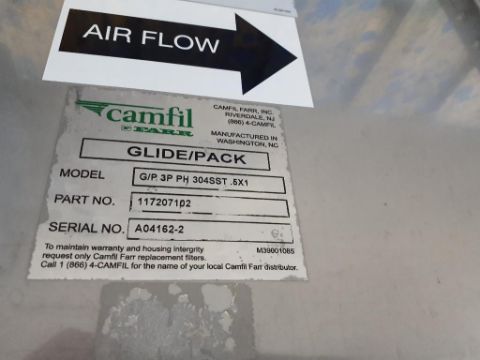 AIR FLOW
camfil
FARR
CAMFIL FARR, INC.
RIVERDALE, NJ
(866) 4-CAMFIL
MANUFACTURED IN
WASHINGTON, NC
GLIDE/PACK
MODEL G/P 3P PH 304SST .5X1
PART NO. 117207102
SERIAL NO. A04162-2
To maintain warranty and housing intergrity M39001065
request only Camfil Farr replacement filters.
Call 1 (866) 4-CAMFIL for the name of your local Camfil Farr distributor.